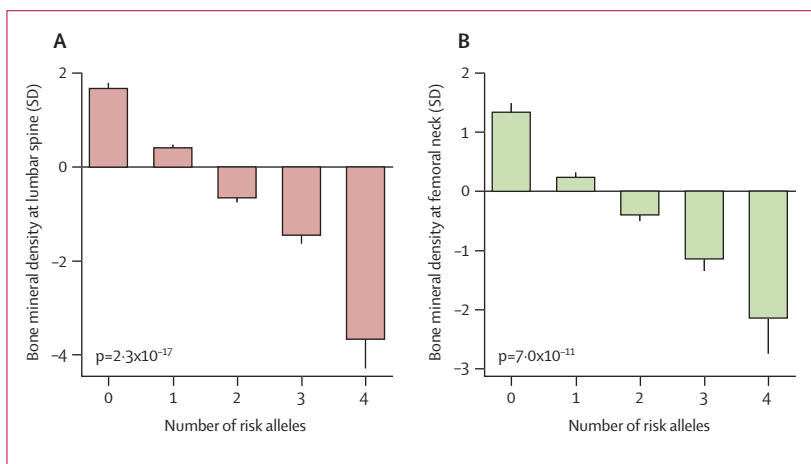 A
Bone mineral density at lumbar spine (SD)
2
0
−2
−4
p=2·3x10⁻¹⁷
0 1 2 3 4
Number of risk alleles
B
Bone mineral density at femoral neck (SD)
2
1
0
−1
−2
−3
p=7·0x10⁻¹¹
0 1 2 3 4
Number of risk alleles